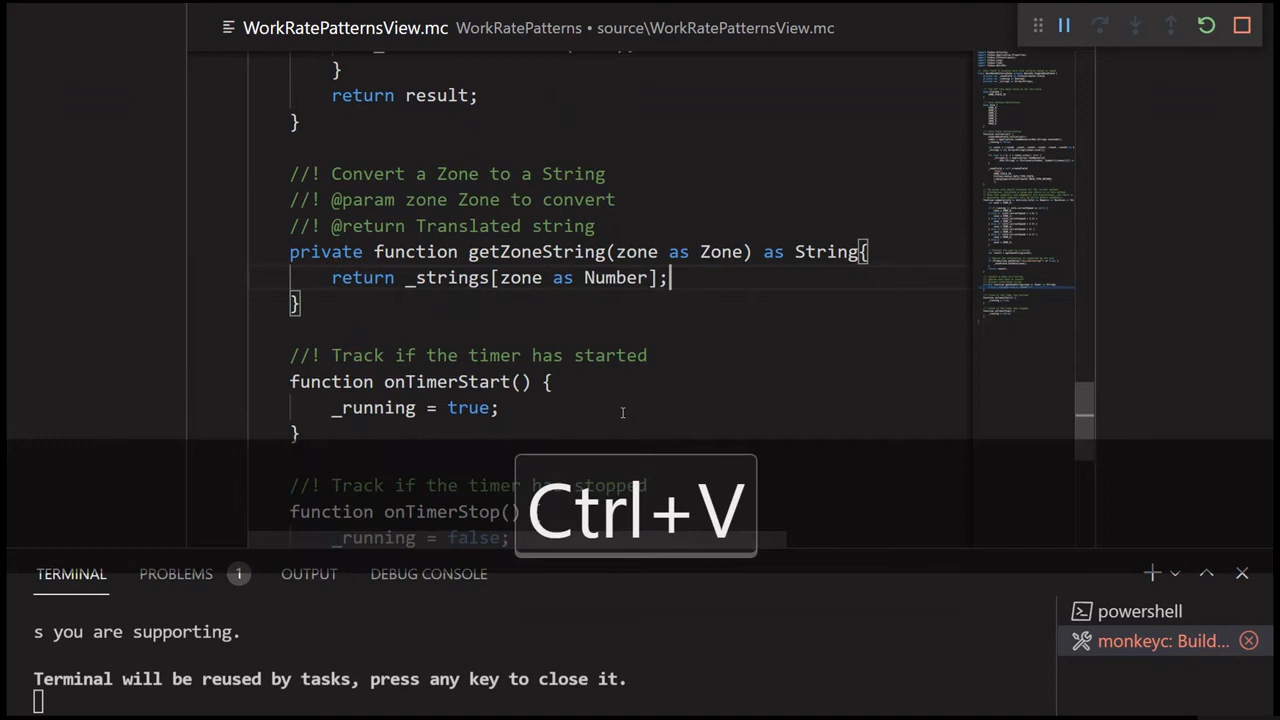 WorkRatePatternsView.mc WorkRatePatterns • source\WorkRatePatternsView.mc
}
return result;
}
//! Convert a Zone to a String
//! @param zone Zone to convert
//! @return Translated string
private function getZoneString(zone as Zone) as String{
return _strings[zone as Number];
}
//! Track if the timer has started
function onTimerStart() {
_running = true;
}
//! Track if the timer has stopped
function onTimerStop()
_running = false;
Ctrl+V
TERMINAL PROBLEMS 1 OUTPUT DEBUG CONSOLE
s you are supporting.
Terminal will be reused by tasks, press any key to close it.
powershell
monkeyc: Build...